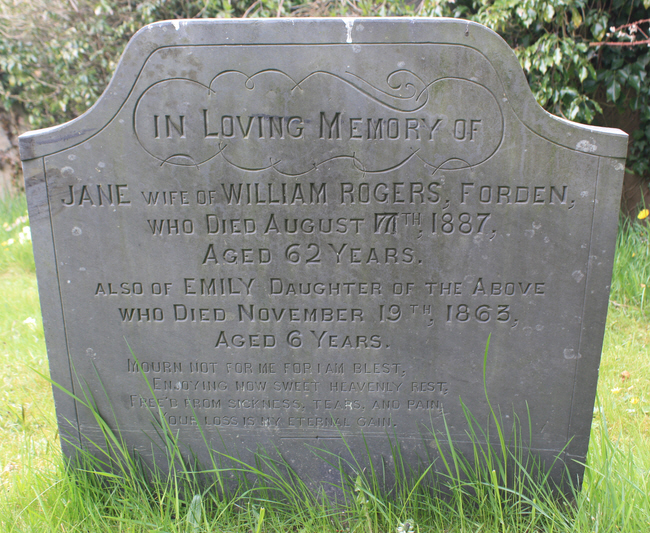 IN LOVING MEMORY OF
JANE WIFE OF WILLIAM ROGERS, FORDEN,
WHO DIED AUGUST TH, 1887,
AGED 62 YEARS.
ALSO OF EMILY DAUGHTER OF THE ABOVE
WHO DIED NOVEMBER 19TH, 1863,
AGED 6 YEARS.
MOURN NOT FOR ME FOR I AM BLEST,
ENJOYING NOW SWEET HEAVENLY REST,
FREE'D FROM SICKNESS, TEARS, AND PAIN,
YOUR LOSS IS MY ETERNAL GAIN.